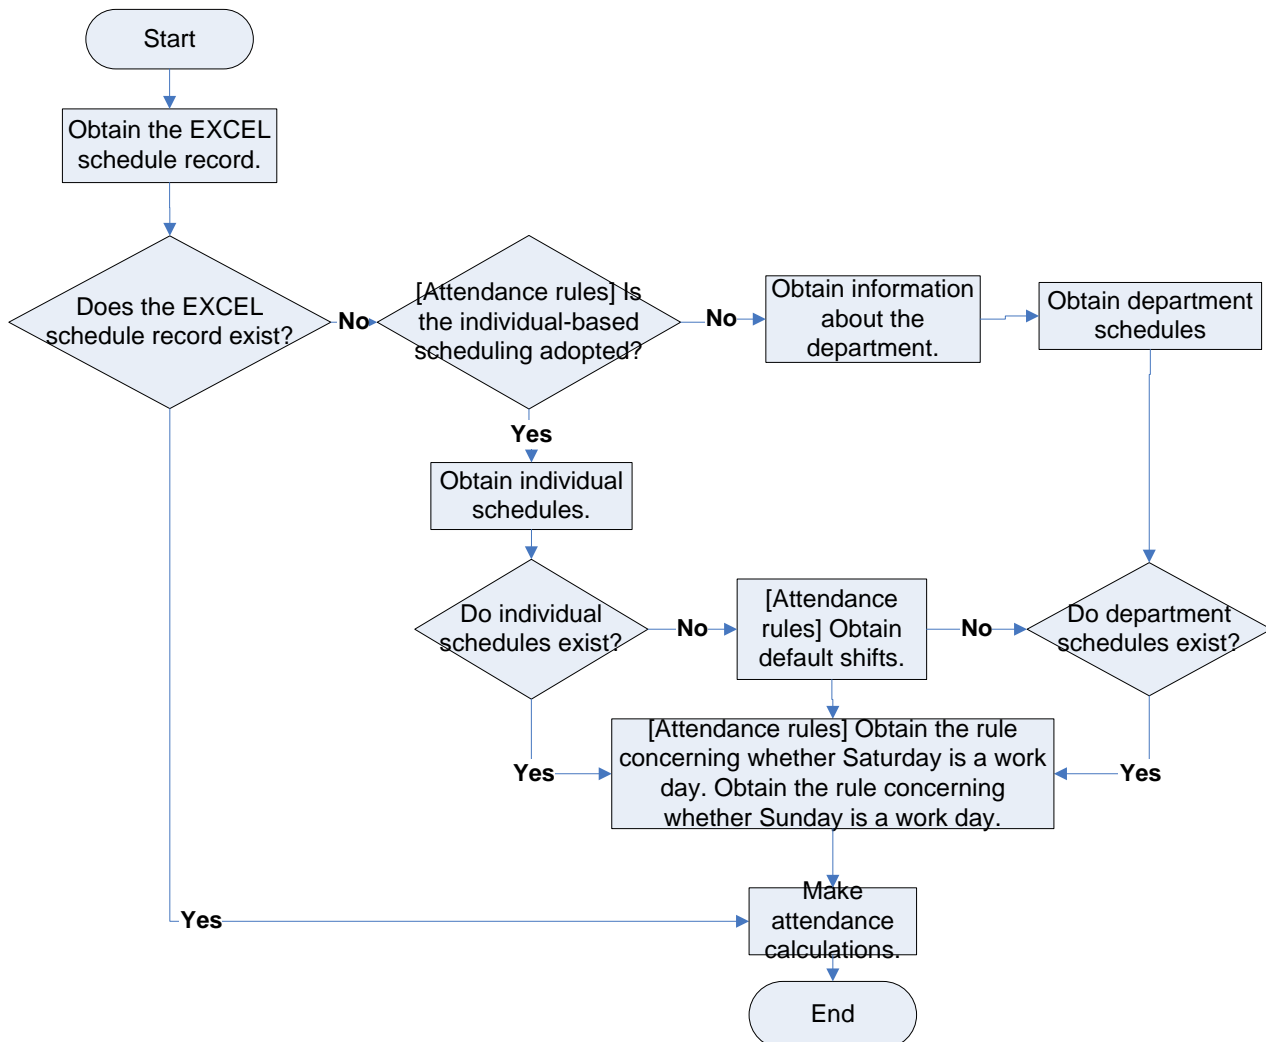 Start
Obtain the EXCEL
schedule record.
Does the EXCEL
schedule record exist?
No
[Attendance rules] Is
the individual-based
scheduling adopted?
No
Obtain information
about the
department.
Obtain department
schedules
Yes
Obtain individual
schedules.
Do individual
schedules exist?
No
[Attendance
rules] Obtain
default shifts.
No
Do department
schedules exist?
Yes
[Attendance rules] Obtain the rule
concerning whether Saturday is a work
day. Obtain the rule concerning
whether Sunday is a work day.
Yes
Yes
Make
attendance
calculations.
End